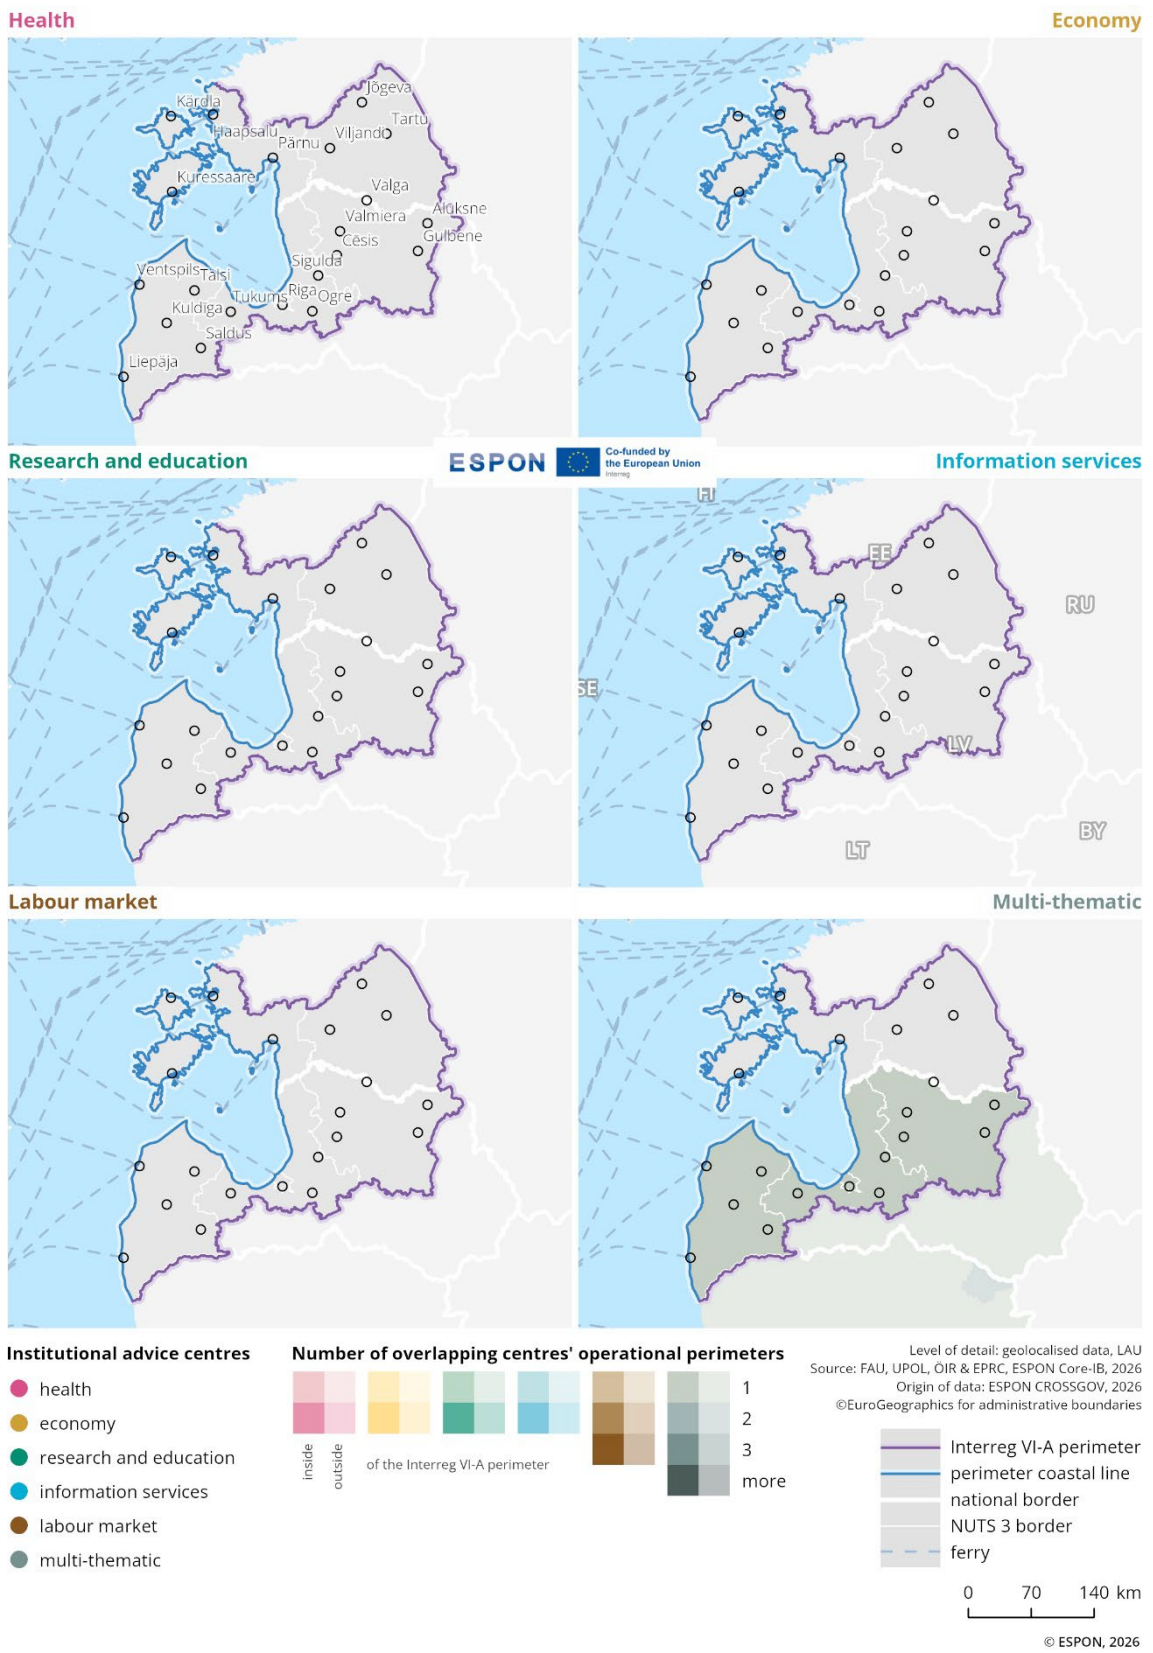 Health
Economy
Kärdla
Jõgeva
Haapsalu
Tartu
Pärnu
Viljandi
Kuressaare
Valga
Valmiera
Alūksne
Cēsis
Gulbene
Sigulda
Ventspils
Talsi
Tukums
Rīga
Ogre
Kuldīga
Saldus
Liepāja
Research and education
ESPON
Co-funded by
the European Union
Interreg
Information services
FI
EE
RU
SE
LV
LT
BY
Labour market
Multi-thematic
Institutional advice centres
health
economy
research and education
information services
labour market
multi-thematic
Number of overlapping centres' operational perimeters
1
2
3
more
inside
outside
of the Interreg VI-A perimeter
Level of detail: geolocalised data, LAU
Source: FAU, UPOL, ÖIR & EPRC, ESPON Core-IB, 2026
Origin of data: ESPON CROSSGOV, 2026
©EuroGeographics for administrative boundaries
Interreg VI-A perimeter
perimeter coastal line
national border
NUTS 3 border
ferry
0 70 140 km
© ESPON, 2026